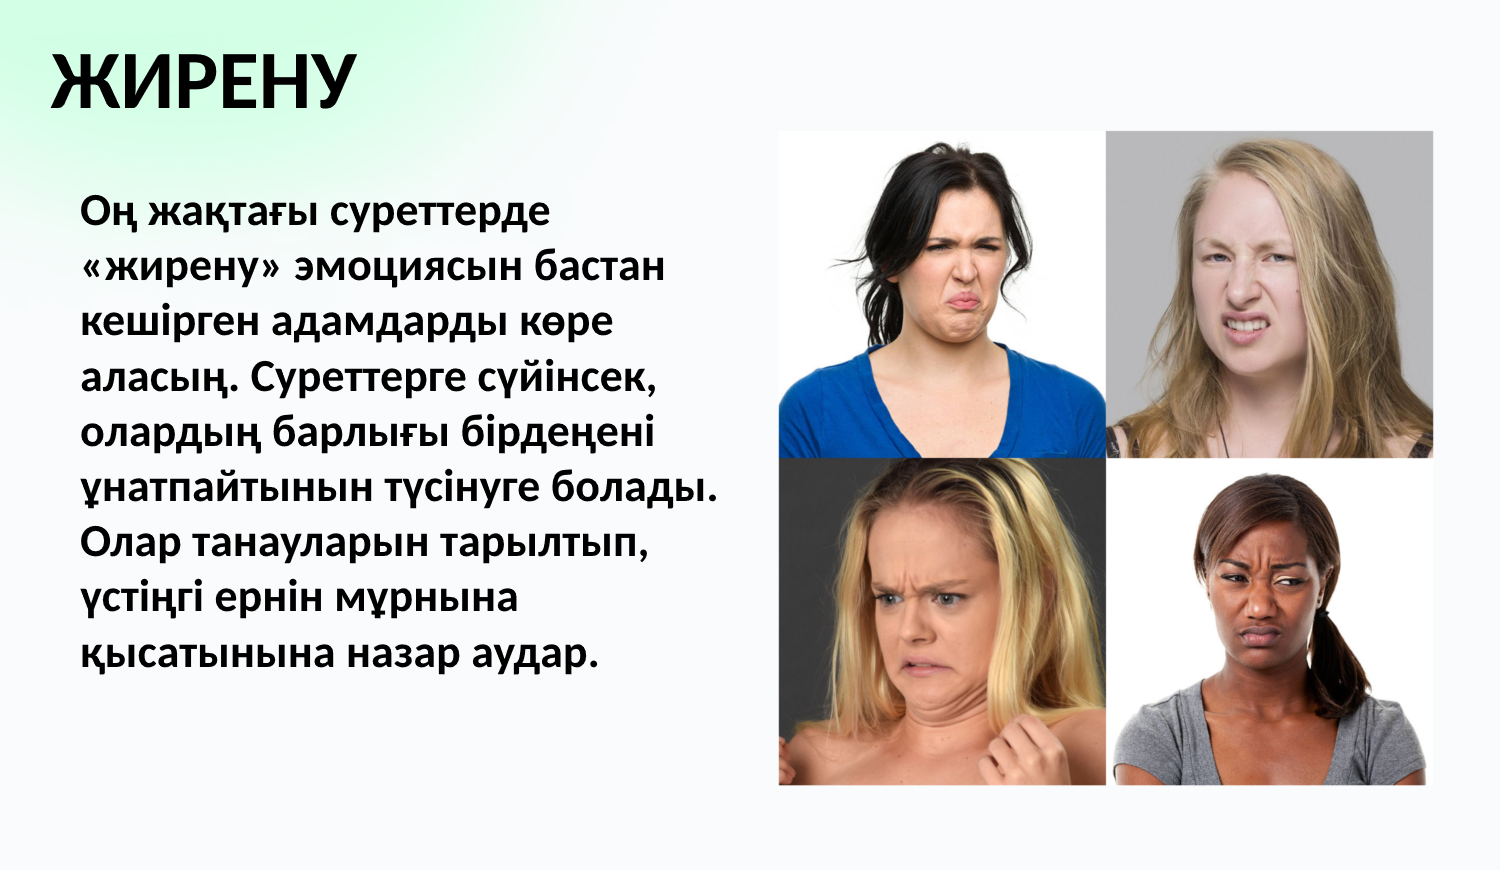 ЖИРЕНУ
Оң жақтағы суреттерде
«жирену» эмоциясын бастан
кешірген адамдарды көре
аласың. Суреттерге сүйінсек,
олардың барлығы бірдеңені
ұнатпайтынын түсінуге болады.
Олар танауларын тарылтып,
үстіңгі ернін мұрнына
қысатынына назар аудар.